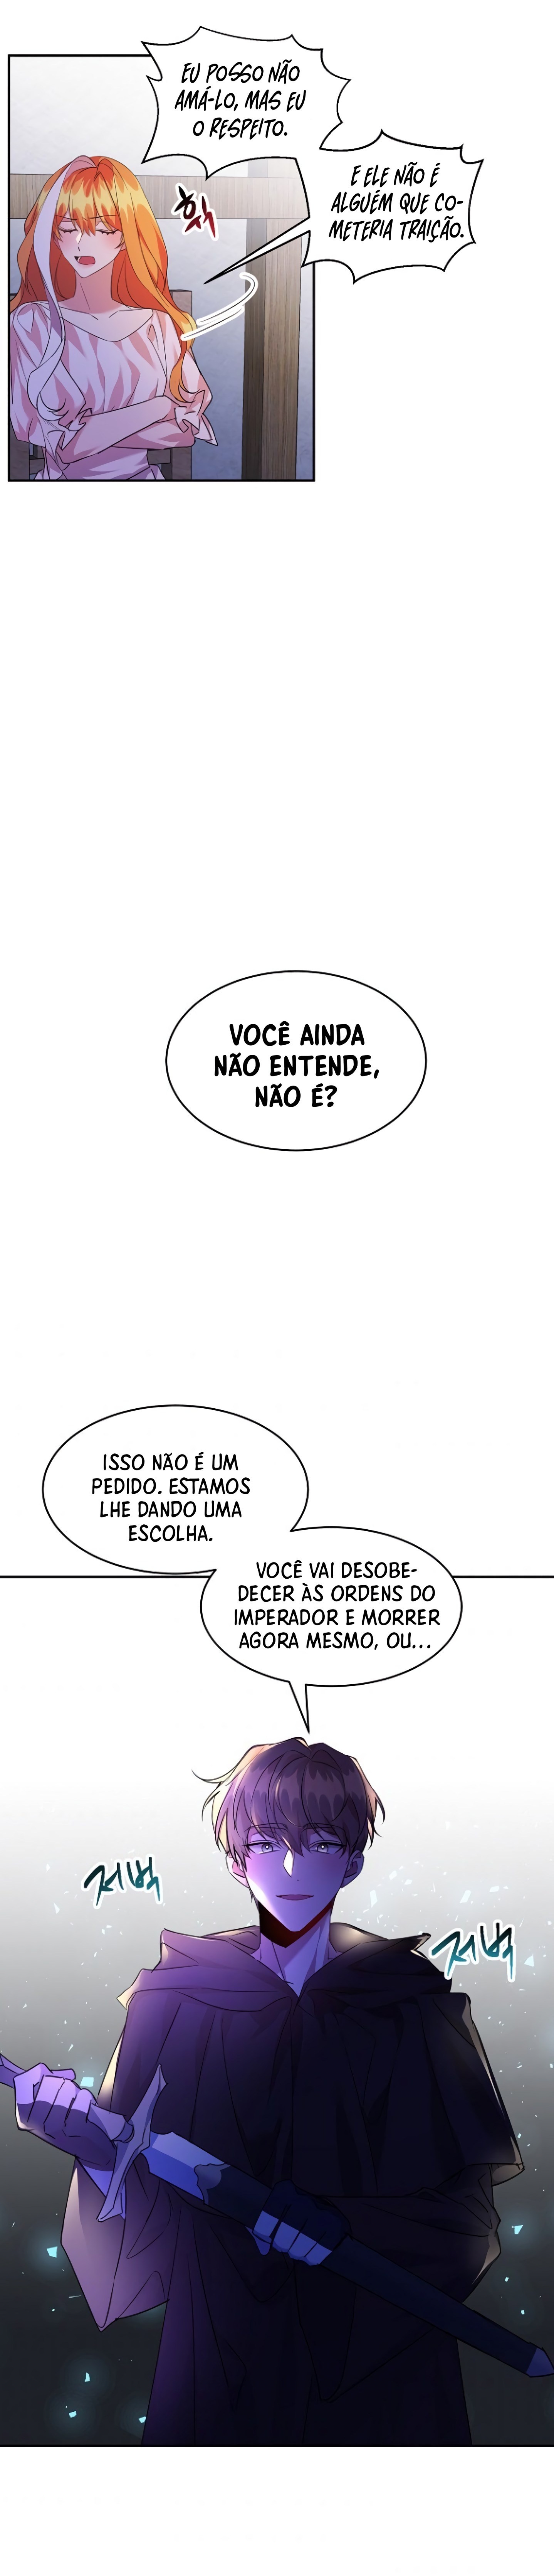 EU POSSO NÃO
AMÁ-LO, MAS EU
O RESPEITO.
E ELE NÃO É
ALGUÉM QUE CO-
METERIA TRAIÇÃO.
홱
VOCÊ AINDA
NÃO ENTENDE,
NÃO É?
ISSO NÃO É UM
PEDIDO. ESTAMOS
LHE DANDO UMA
ESCOLHA.
VOCÊ VAI DESOBE-
DECER ÀS ORDENS DO
IMPERADOR E MORRER
AGORA MESMO, OU...
저벅
저벅